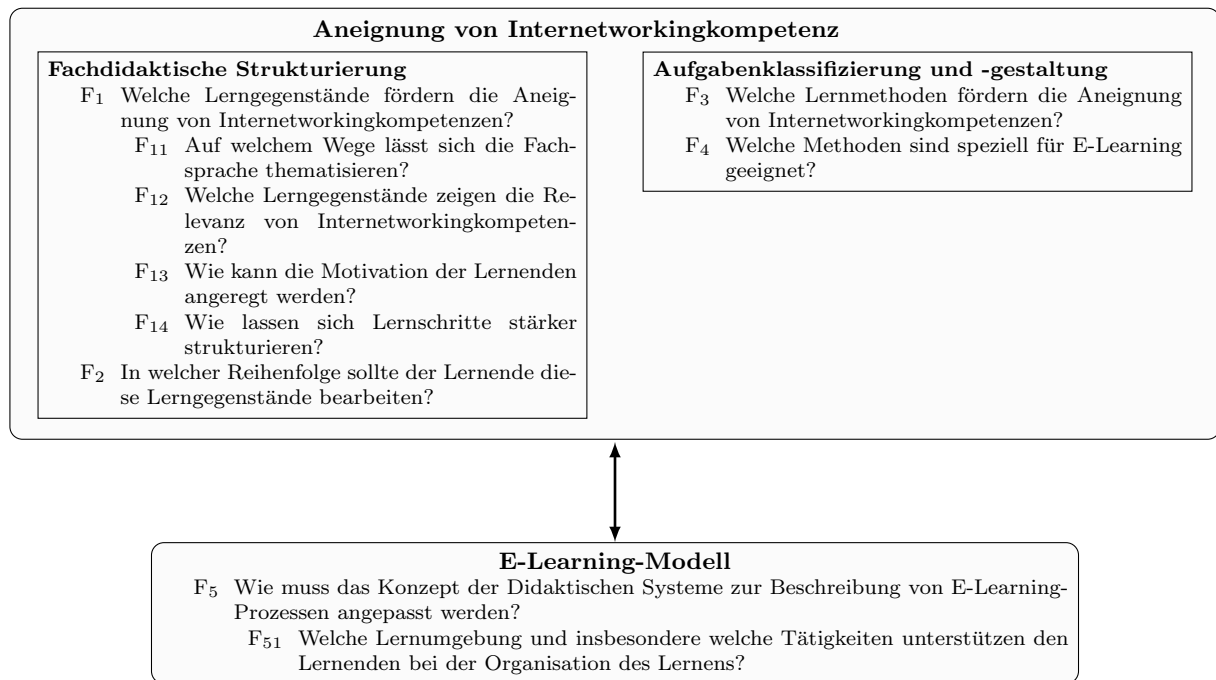 Aneignung von Internetworkingkompetenz
Fachdidaktische Strukturierung
F1 Welche Lerngegenstände fördern die Aneig-
nung von Internetworkingkompetenzen?
F11 Auf welchem Wege lässt sich die Fach-
sprache thematisieren?
F12 Welche Lerngegenstände zeigen die Re-
levanz von Internetworkingkompeten-
zen?
F13 Wie kann die Motivation der Lernenden
angeregt werden?
F14 Wie lassen sich Lernschritte stärker
strukturieren?
F2 In welcher Reihenfolge sollte der Lernende die-
se Lerngegenstände bearbeiten?
Aufgabenklassifizierung und -gestaltung
F3 Welche Lernmethoden fördern die Aneignung
von Internetworkingkompetenzen?
F4 Welche Methoden sind speziell für E-Learning
geeignet?
E-Learning-Modell
F5 Wie muss das Konzept der Didaktischen Systeme zur Beschreibung von E-Learning-
Prozessen angepasst werden?
F51 Welche Lernumgebung und insbesondere welche Tätigkeiten unterstützen den
Lernenden bei der Organisation des Lernens?